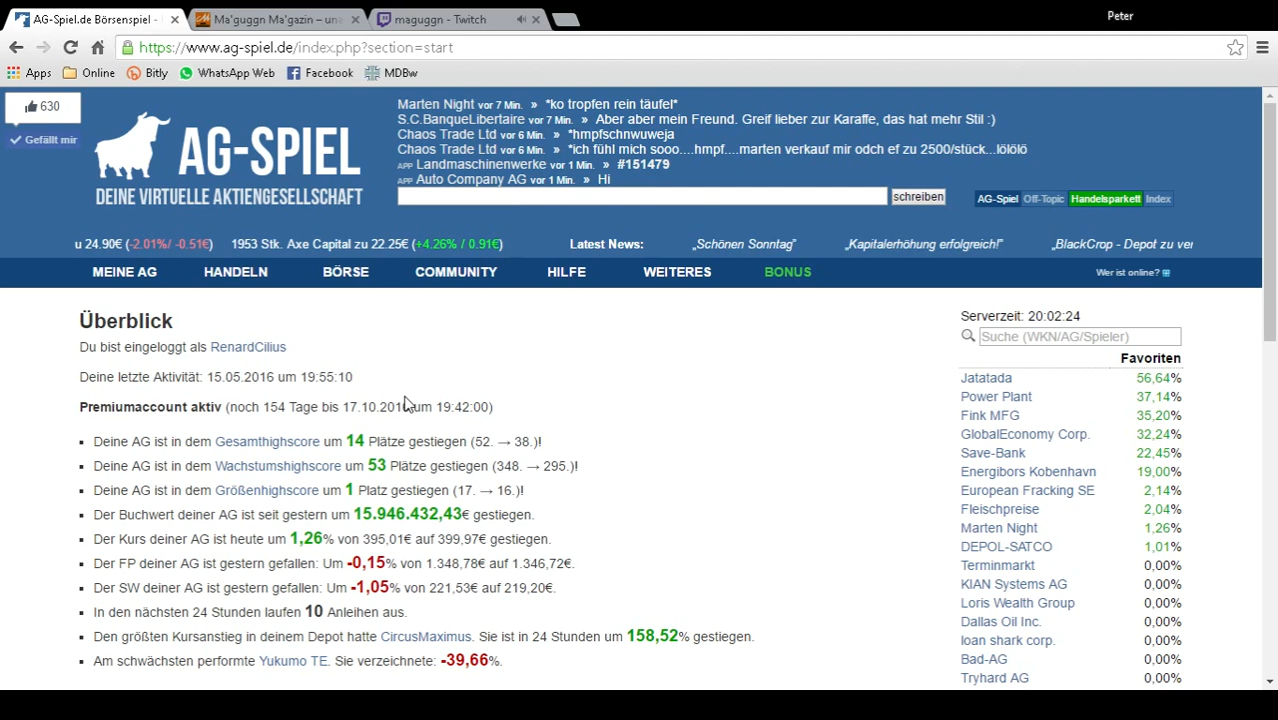 AG-Spiel.de Börsenspiel -
Ma'guggn Ma'gazin – un
maguggn - Twitch
Peter
https://www.ag-spiel.de/index.php?section=start
Apps
Online
Bitly
WhatsApp Web
Facebook
MDBw
630
Gefällt mir
AG-SPIEL
DEINE VIRTUELLE AKTIENGESELLSCHAFT
Marten Night vor 7 Min. » *ko tropfen rein täufel*
S.C.BanqueLibertaire vor 7 Min. » Aber aber mein Freund. Greif lieber zur Karaffe, das hat mehr Stil :)
Chaos Trade Ltd vor 6 Min. » *hmpfschnwuweja
Chaos Trade Ltd vor 6 Min. » *ich fühl mich sooo....hmpf....marten verkauf mir odch ef zu 2500/stück...lölölö
APP Landmaschinenwerke vor 1 Min. » #151479
APP Auto Company AG vor 1 Min. » Hi
schreiben
AG-Spiel Off-Topic Handelsparkett Index
u 24.90€ (-2.01% / -0.51€) 1953 Stk. Axe Capital zu 22.25€ (+4.26% / 0.91€)
Latest News: „Schönen Sonntag" „Kapitalerhöhung erfolgreich!" „BlackCrop - Depot zu ver
MEINE AG HANDELN BÖRSE COMMUNITY HILFE WEITERES BONUS
Wer ist online?
Überblick
Du bist eingeloggt als RenardCilius
Deine letzte Aktivität: 15.05.2016 um 19:55:10
Premiumaccount aktiv (noch 154 Tage bis 17.10.2016 um 19:42:00)
Deine AG ist in dem Gesamthighscore um 14 Plätze gestiegen (52. → 38.)!
Deine AG ist in dem Wachstumshighscore um 53 Plätze gestiegen (348. → 295.)!
Deine AG ist in dem Größenhighscore um 1 Platz gestiegen (17. → 16.)!
Der Buchwert deiner AG ist seit gestern um 15.946.432,43€ gestiegen.
Der Kurs deiner AG ist heute um 1,26% von 395,01€ auf 399,97€ gestiegen.
Der FP deiner AG ist gestern gefallen: Um -0,15% von 1.348,78€ auf 1.346,72€.
Der SW deiner AG ist gestern gefallen: Um -1,05% von 221,53€ auf 219,20€.
In den nächsten 24 Stunden laufen 10 Anleihen aus.
Den größten Kursanstieg in deinem Depot hatte CircusMaximus. Sie ist in 24 Stunden um 158,52% gestiegen.
Am schwächsten performte Yukumo TE. Sie verzeichnete: -39,66%.
Serverzeit: 20:02:24
Suche (WKN/AG/Spieler)
Favoriten
Jatatada 56,64%
Power Plant 37,14%
Fink MFG 35,20%
GlobalEconomy Corp. 32,24%
Save-Bank 22,45%
Energibors Kobenhavn 19,00%
European Fracking SE 2,14%
Fleischpreise 2,04%
Marten Night 1,26%
DEPOL-SATCO 1,01%
Terminmarkt 0,00%
KIAN Systems AG 0,00%
Loris Wealth Group 0,00%
Dallas Oil Inc. 0,00%
loan shark corp. 0,00%
Bad-AG 0,00%
Tryhard AG 0,00%